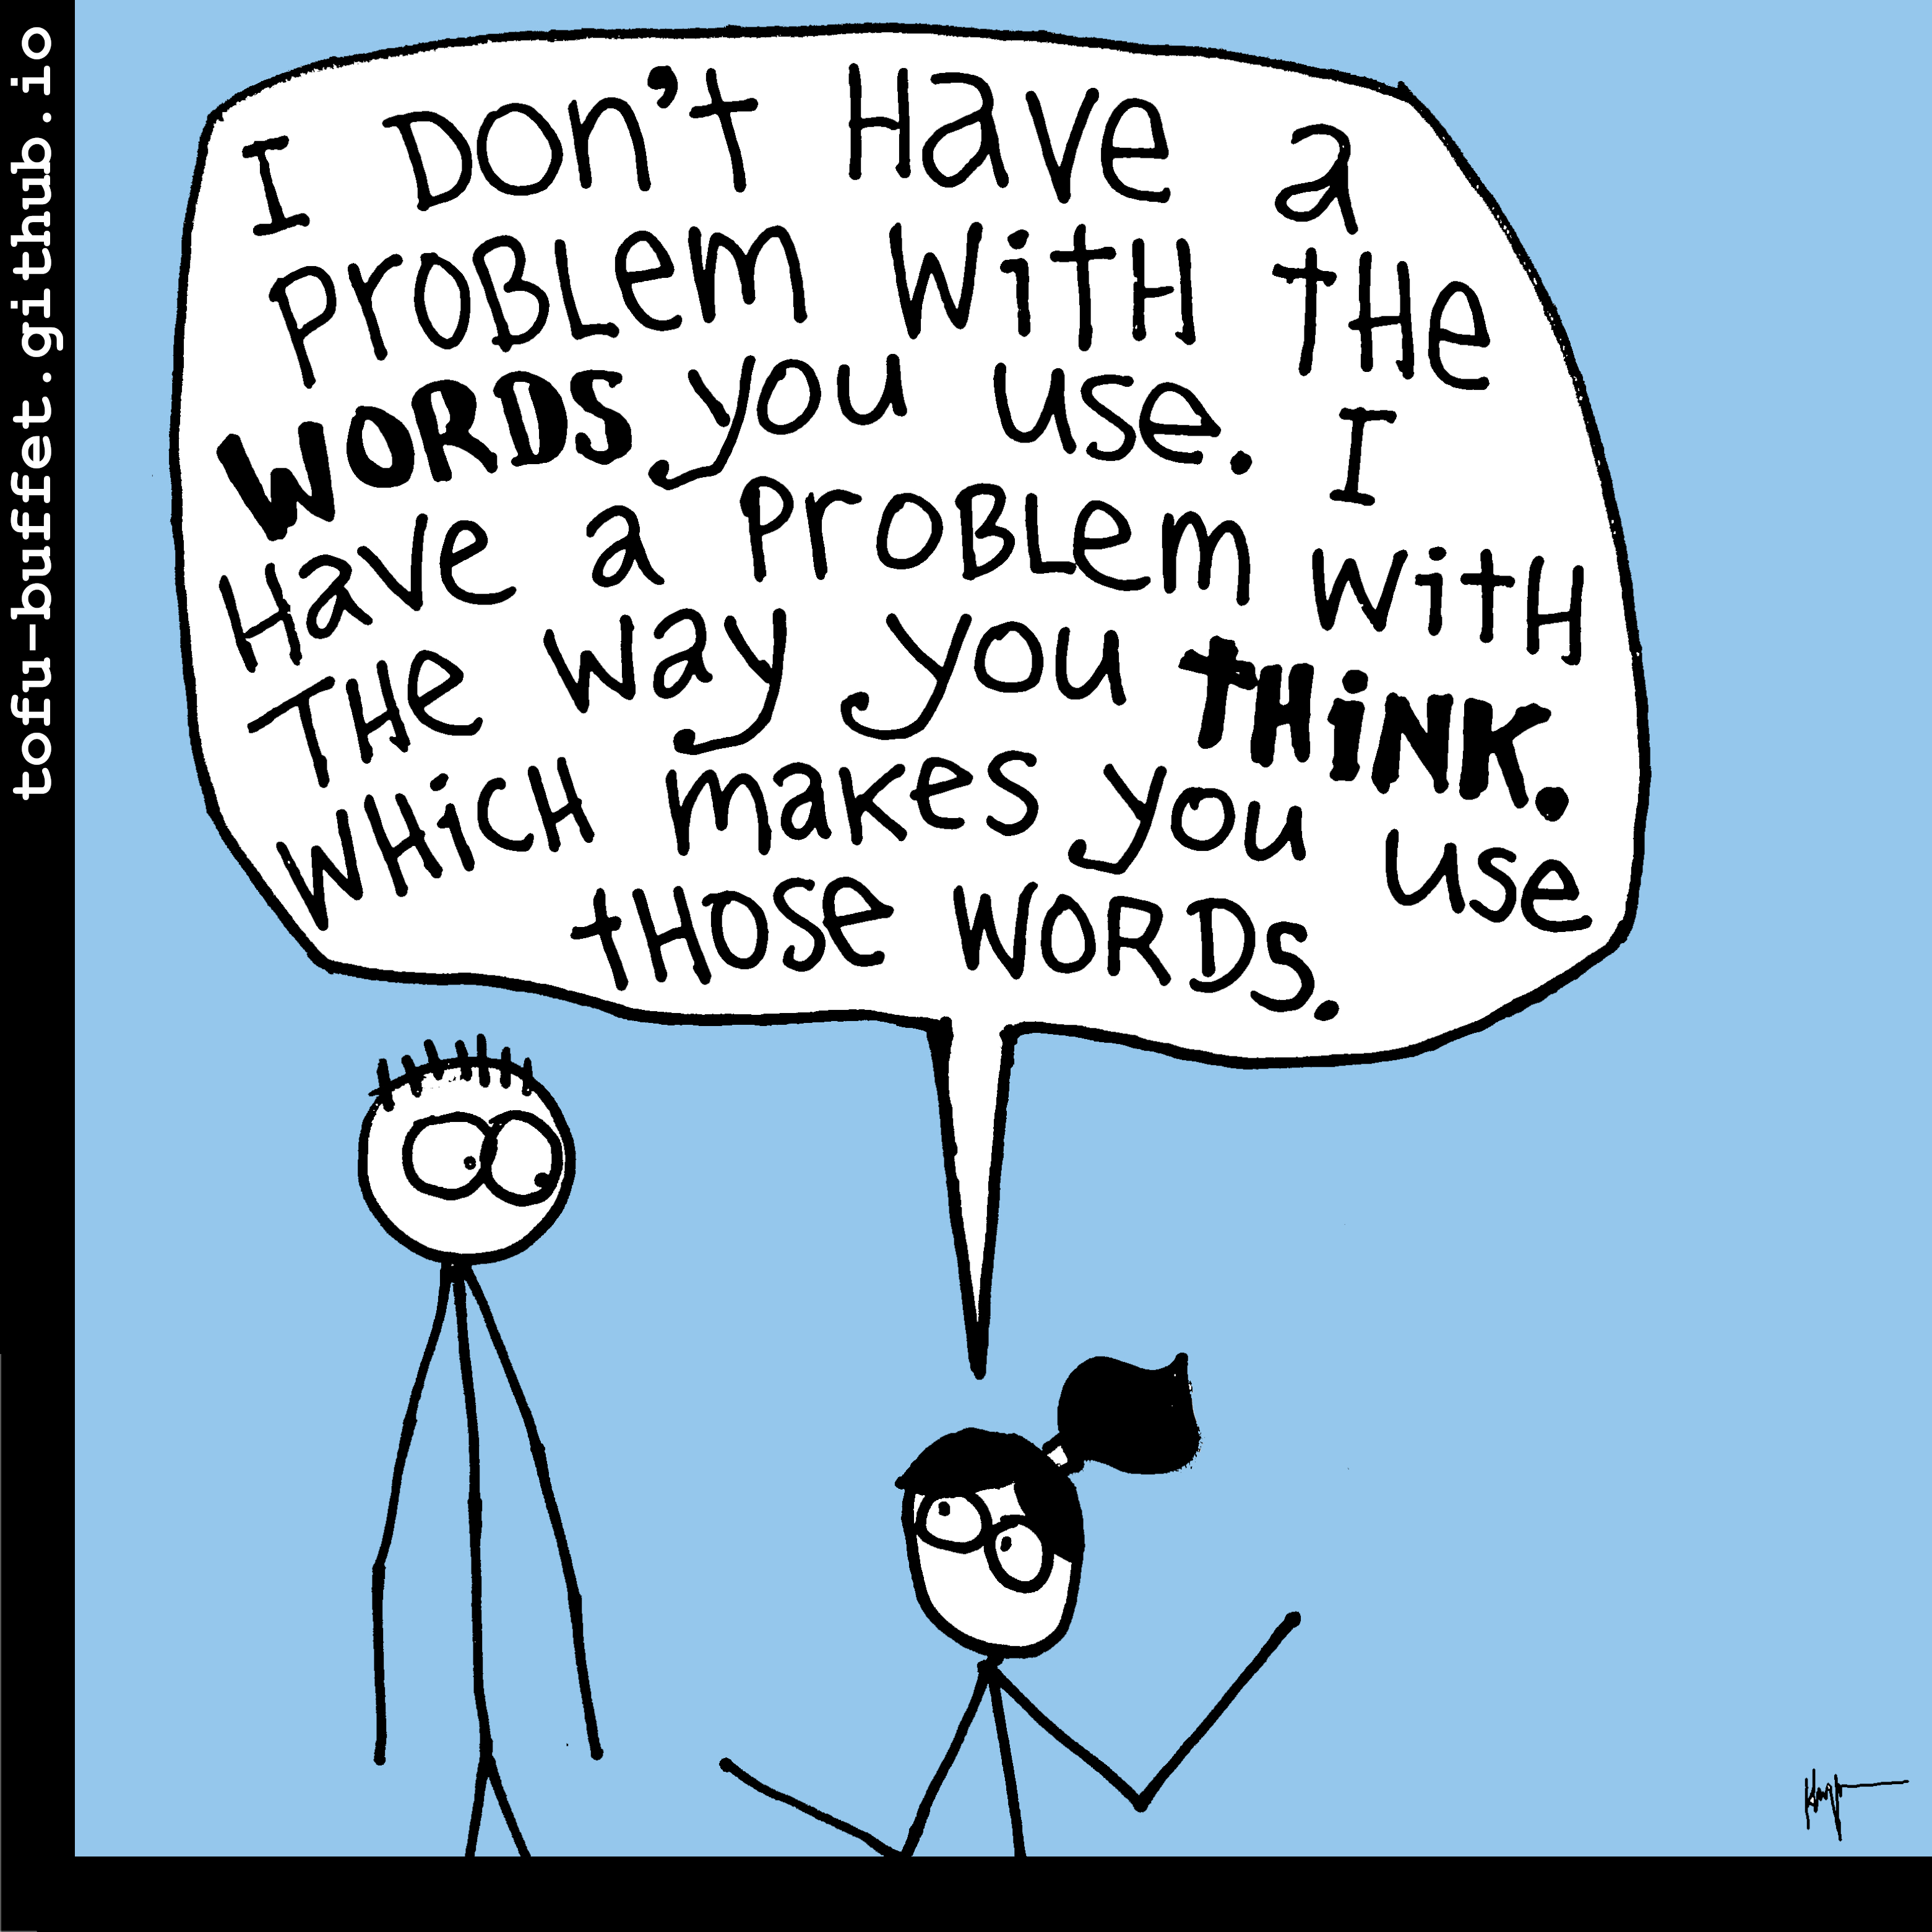 tofu-buffet.github.io
I DON'T HAVE a
PROBLEM WITH THE
WORDS you use. I
Have a PROBLEM WITH
THE way you THINK.
WHICH makes you use
THOSE WORDS.